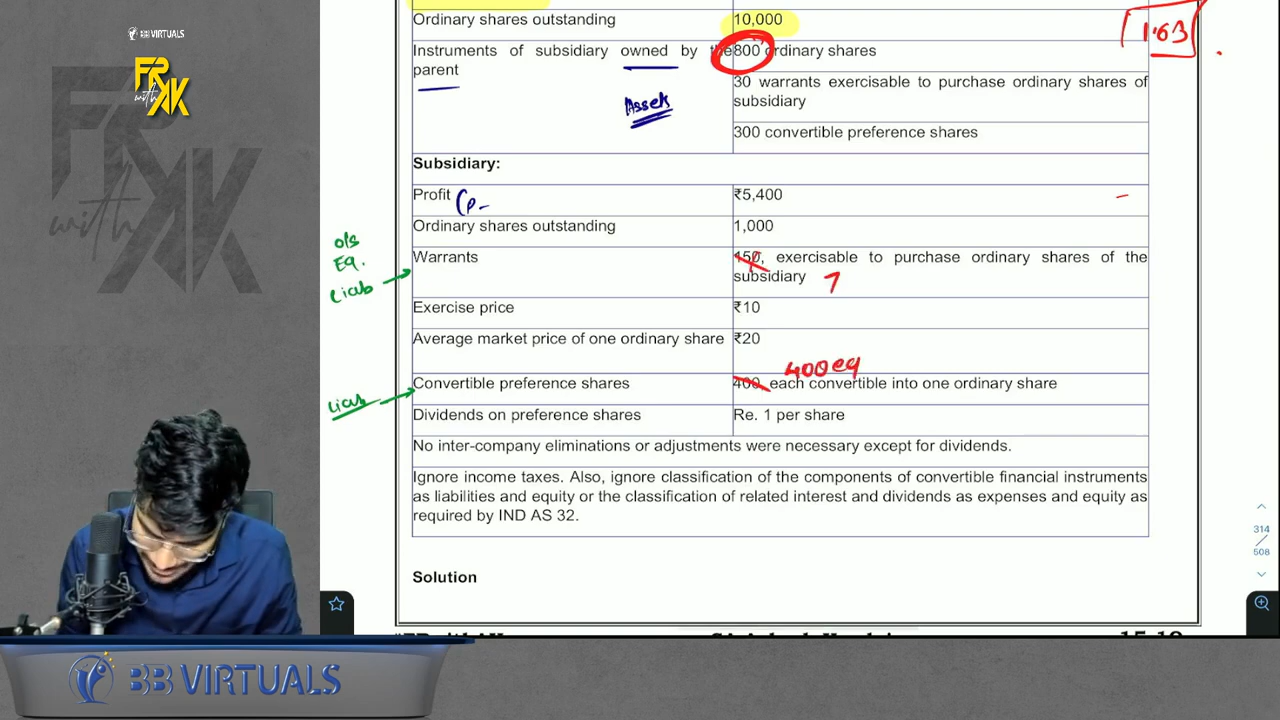 BB VIRTUALS
FR
with
AK
Ordinary shares outstanding 10,000
1.63
Instruments of subsidiary owned by the 800 ordinary shares
parent
30 warrants exercisable to purchase ordinary shares of
subsidiary
Assets
300 convertible preference shares
Subsidiary:
Profit (P- ₹5,400
Ordinary shares outstanding 1,000
o/s
Eq.
Liab
Warrants 150, exercisable to purchase ordinary shares of the
subsidiary
Exercise price ₹10
Average market price of one ordinary share ₹20
400 eq
Convertible preference shares 400, each convertible into one ordinary share
Liab
Dividends on preference shares Re. 1 per share
No inter-company eliminations or adjustments were necessary except for dividends.
Ignore income taxes. Also, ignore classification of the components of convertible financial instruments
as liabilities and equity or the classification of related interest and dividends as expenses and equity as
required by IND AS 32.
314
508
Solution
BB VIRTUALS